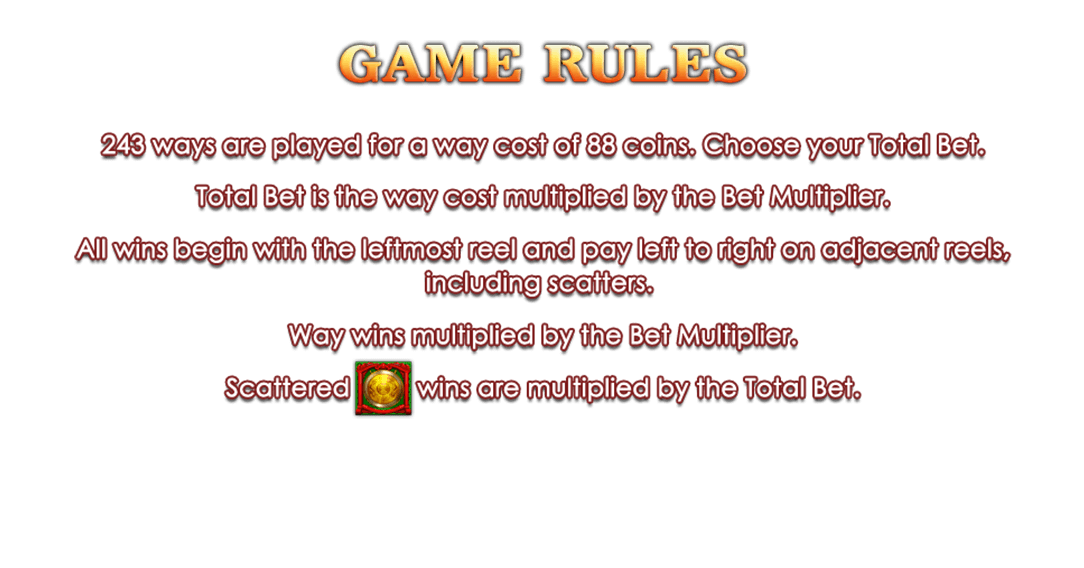 GAME RULES
243 ways are played for a way cost of 88 coins. Choose your Total Bet.
Total Bet is the way cost multiplied by the Bet Multiplier.
All wins begin with the leftmost reel and pay left to right on adjacent reels,
including scatters.
Way wins multiplied by the Bet Multiplier.
Scattered wins are multiplied by the Total Bet.